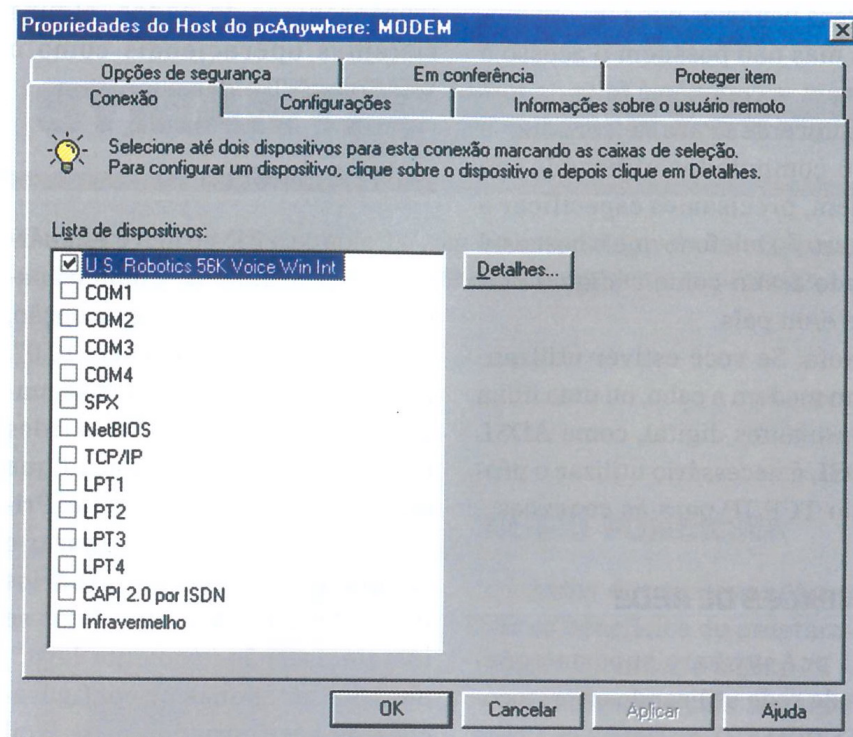 Propriedades do Host do pcAnywhere: MODEM
Opções de segurança
Em conferência
Proteger item
Conexão
Configurações
Informações sobre o usuário remoto
Selecione até dois dispositivos para esta conexão marcando as caixas de seleção.
Para configurar um dispositivo, clique sobre o dispositivo e depois clique em Detalhes.
Lista de dispositivos:
U.S. Robotics 56K Voice Win Int
Detalhes...
COM1
COM2
COM3
COM4
SPX
NetBIOS
TCP/IP
LPT1
LPT2
LPT3
LPT4
CAPI 2.0 por ISDN
Infravermelho
OK
Cancelar
Aplicar
Ajuda